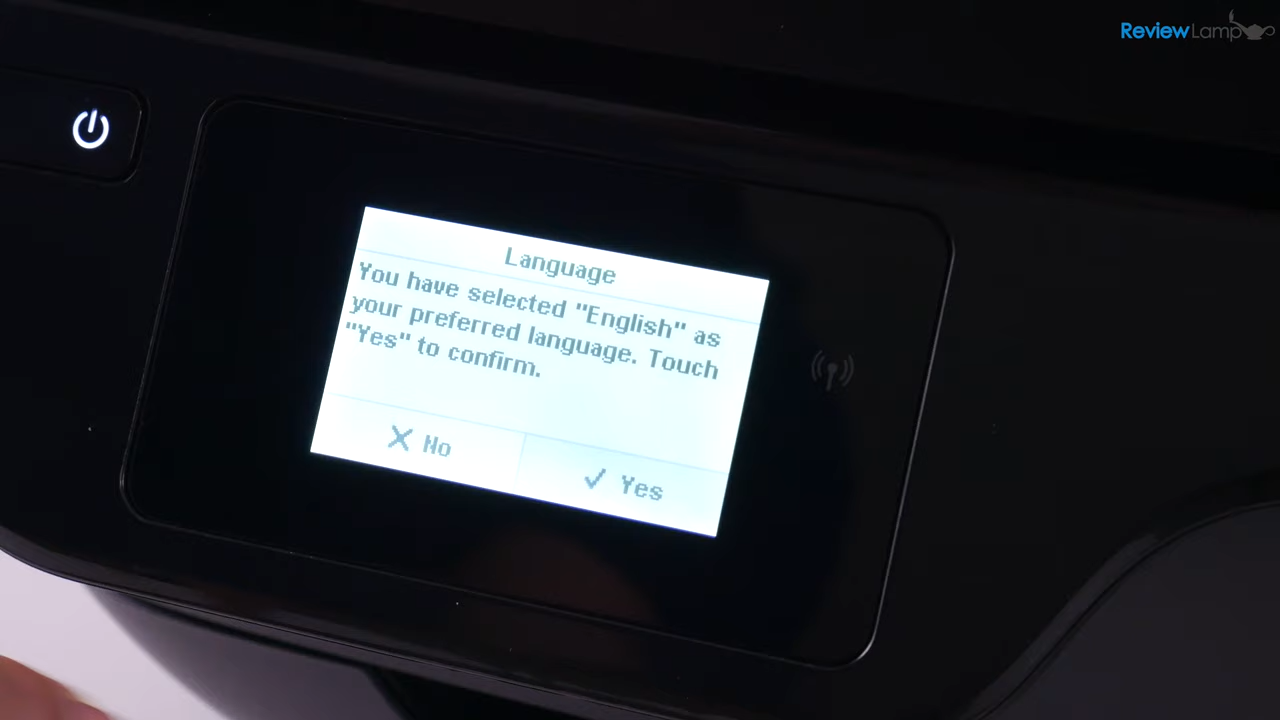 ReviewLamp
Language
You have selected "English" as
your preferred language. Touch
"Yes" to confirm.
No
Yes